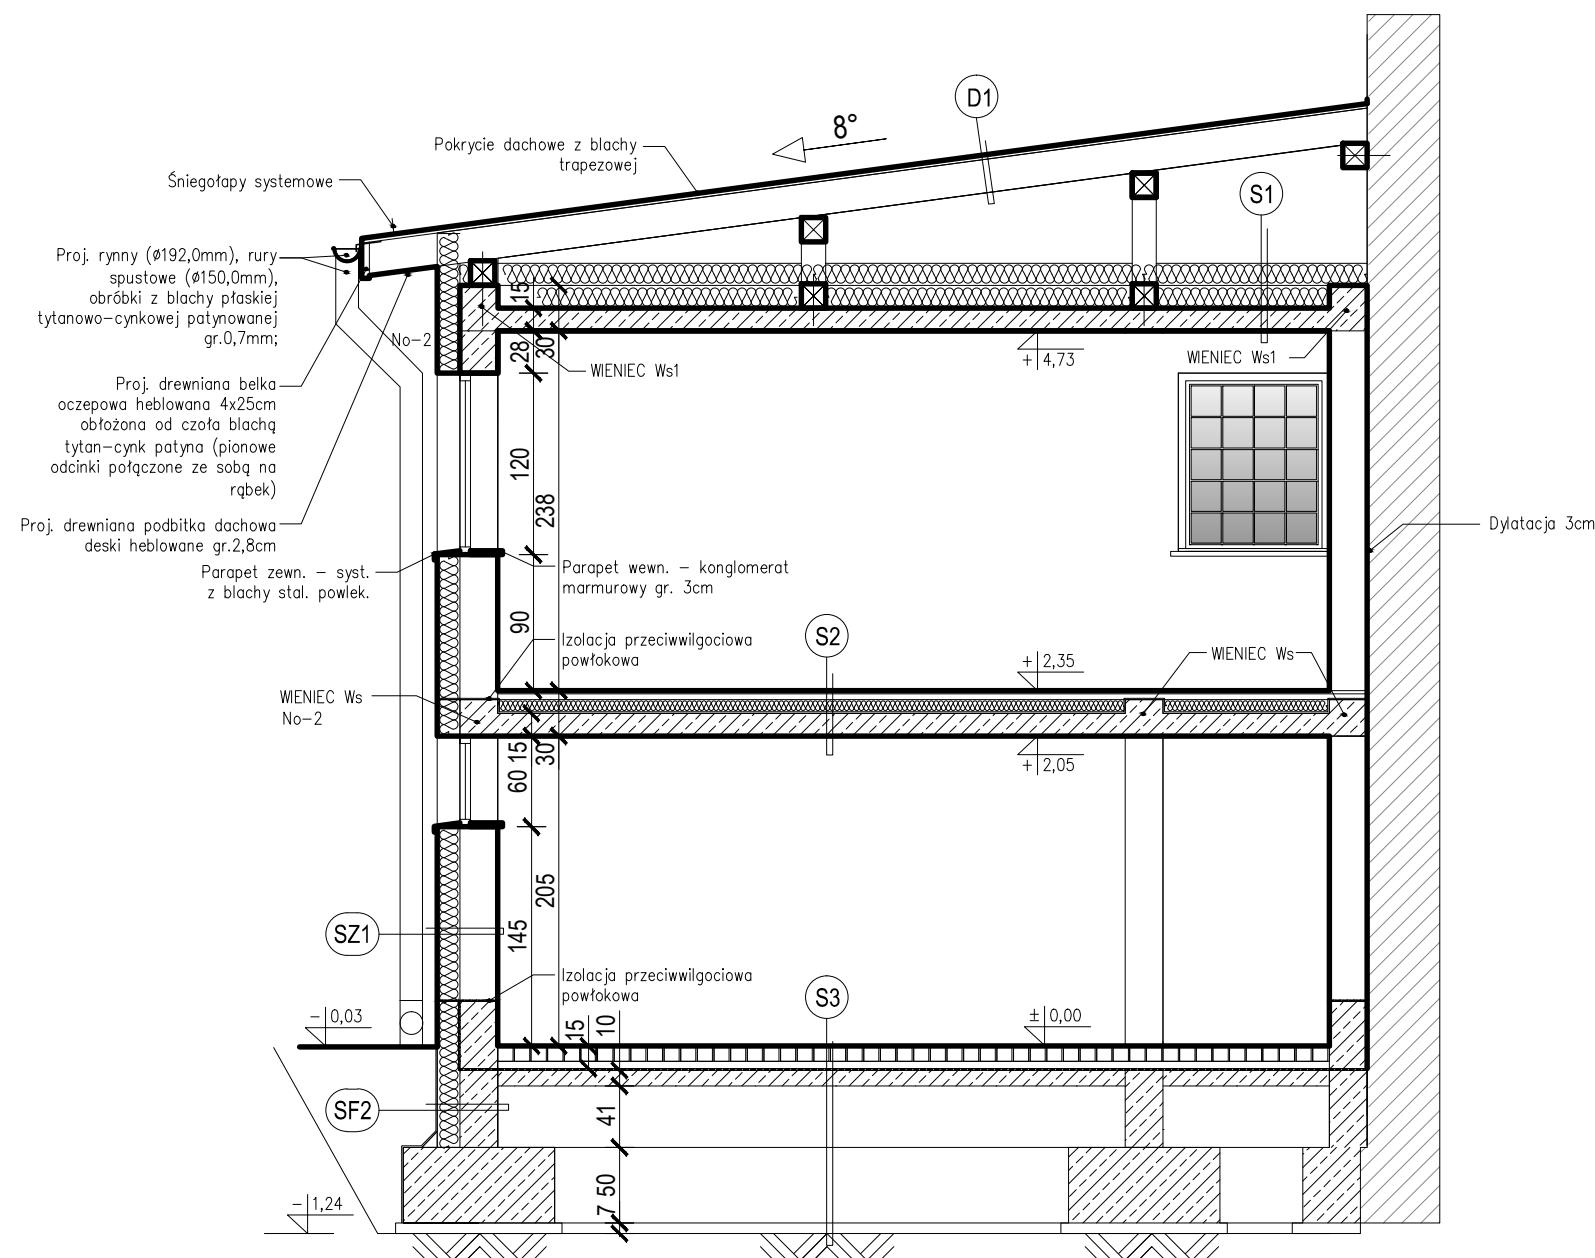 D1
8°
Pokrycie dachowe z blachy
trapezowej
Śniegołapy systemowe
S1
Proj. rynny (ø192,0mm), rury
spustowe (ø150,0mm),
obróbki z blachy płaskiej
tytanowo-cynkowej patynowanej
gr.0,7mm;
15
No-2
28
30
WIENIEC Ws1
+ 4,73
WIENIEC Ws1
Proj. drewniana belka
oczepowa heblowana 4x25cm
obłożona od czoła blachą
tytan-cynk patyna (pionowe
odcinki połączone ze sobą na
rąbek)
120
238
Proj. drewniana podbitka dachowa
deski heblowane gr.2,8cm
Dylatacja 3cm
Parapet zewn. - syst.
z blachy stal. powlek.
Parapet wewn. - konglomerat
marmurowy gr. 3cm
90
Izolacja przeciwwilgociowa
powłokowa
S2
+ 2,35
WIENIEC Ws
WIENIEC Ws
No-2
60 15
30
+ 2,05
205
145
SZ1
Izolacja przeciwwilgociowa
powłokowa
S3
- 0,03
15
10
± 0,00
SF2
41
- 1,24
7 50